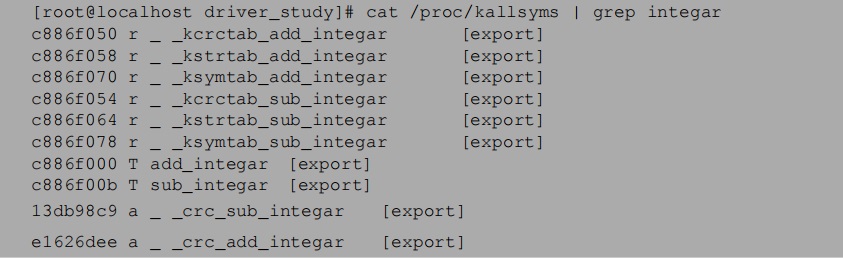 [root@localhost driver_study]# cat /proc/kallsyms | grep integar
c886f050 r _ _kcrctab_add_integar [export]
c886f058 r _ _kstrtab_add_integar [export]
c886f070 r _ _ksymtab_add_integar [export]
c886f054 r _ _kcrctab_sub_integar [export]
c886f064 r _ _kstrtab_sub_integar [export]
c886f078 r _ _ksymtab_sub_integar [export]
c886f000 T add_integar [export]
c886f00b T sub_integar [export]
13db98c9 a _ _crc_sub_integar [export]
e1626dee a _ _crc_add_integar [export]